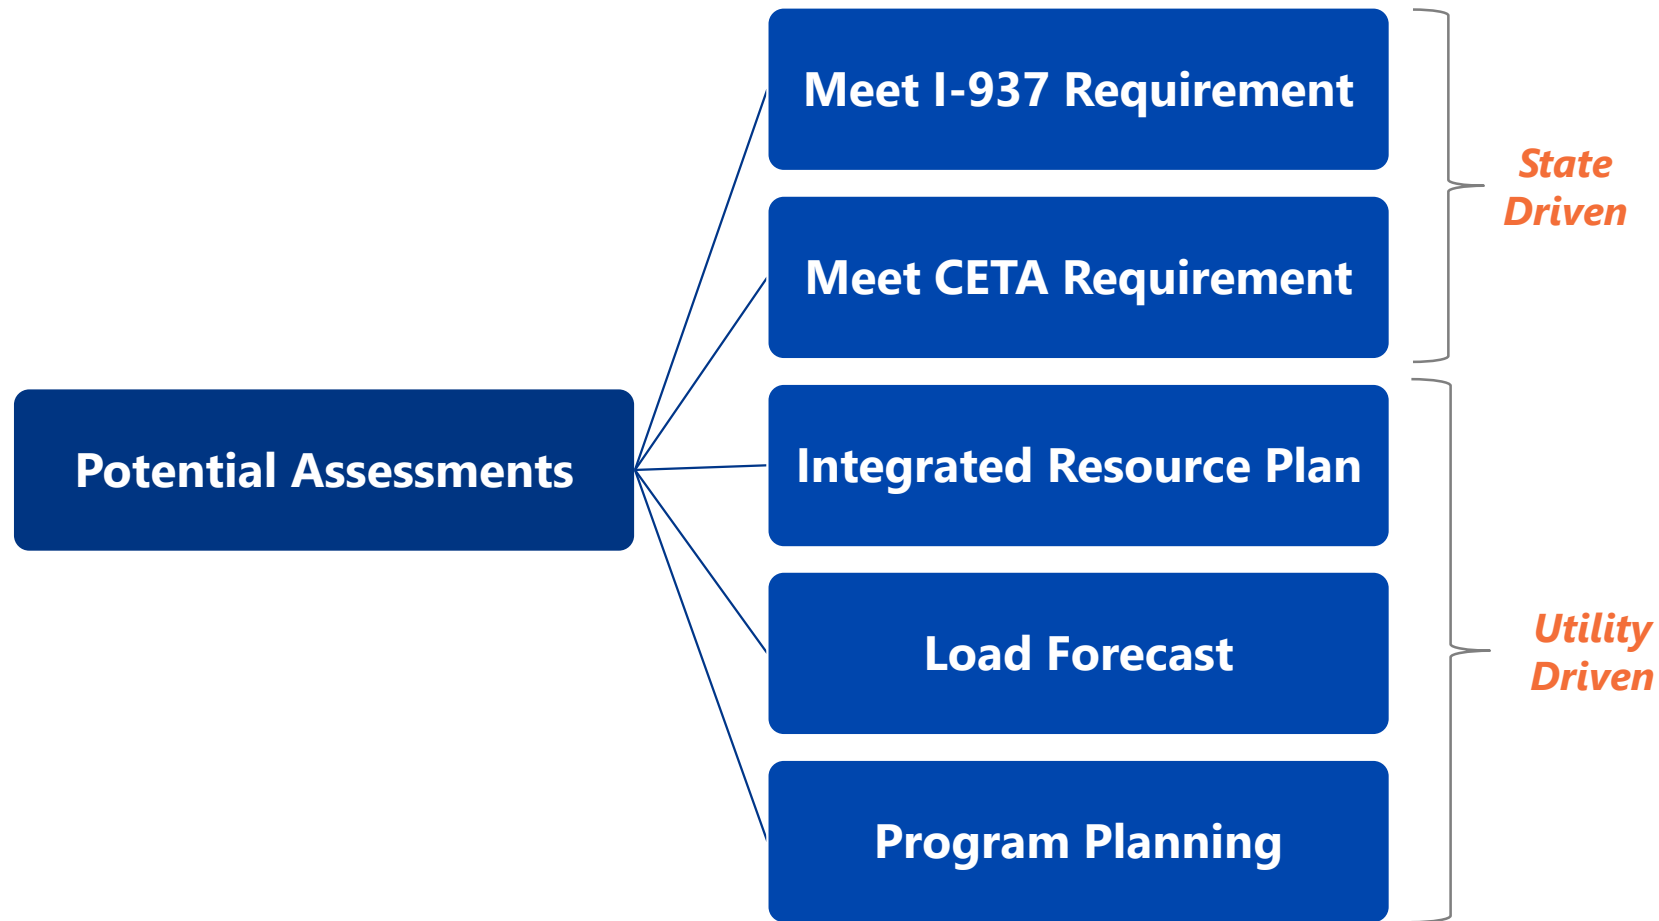 Meet I-937 Requirement
State
Driven
Meet CETA Requirement
Potential Assessments
Integrated Resource Plan
Load Forecast
Utility
Driven
Program Planning